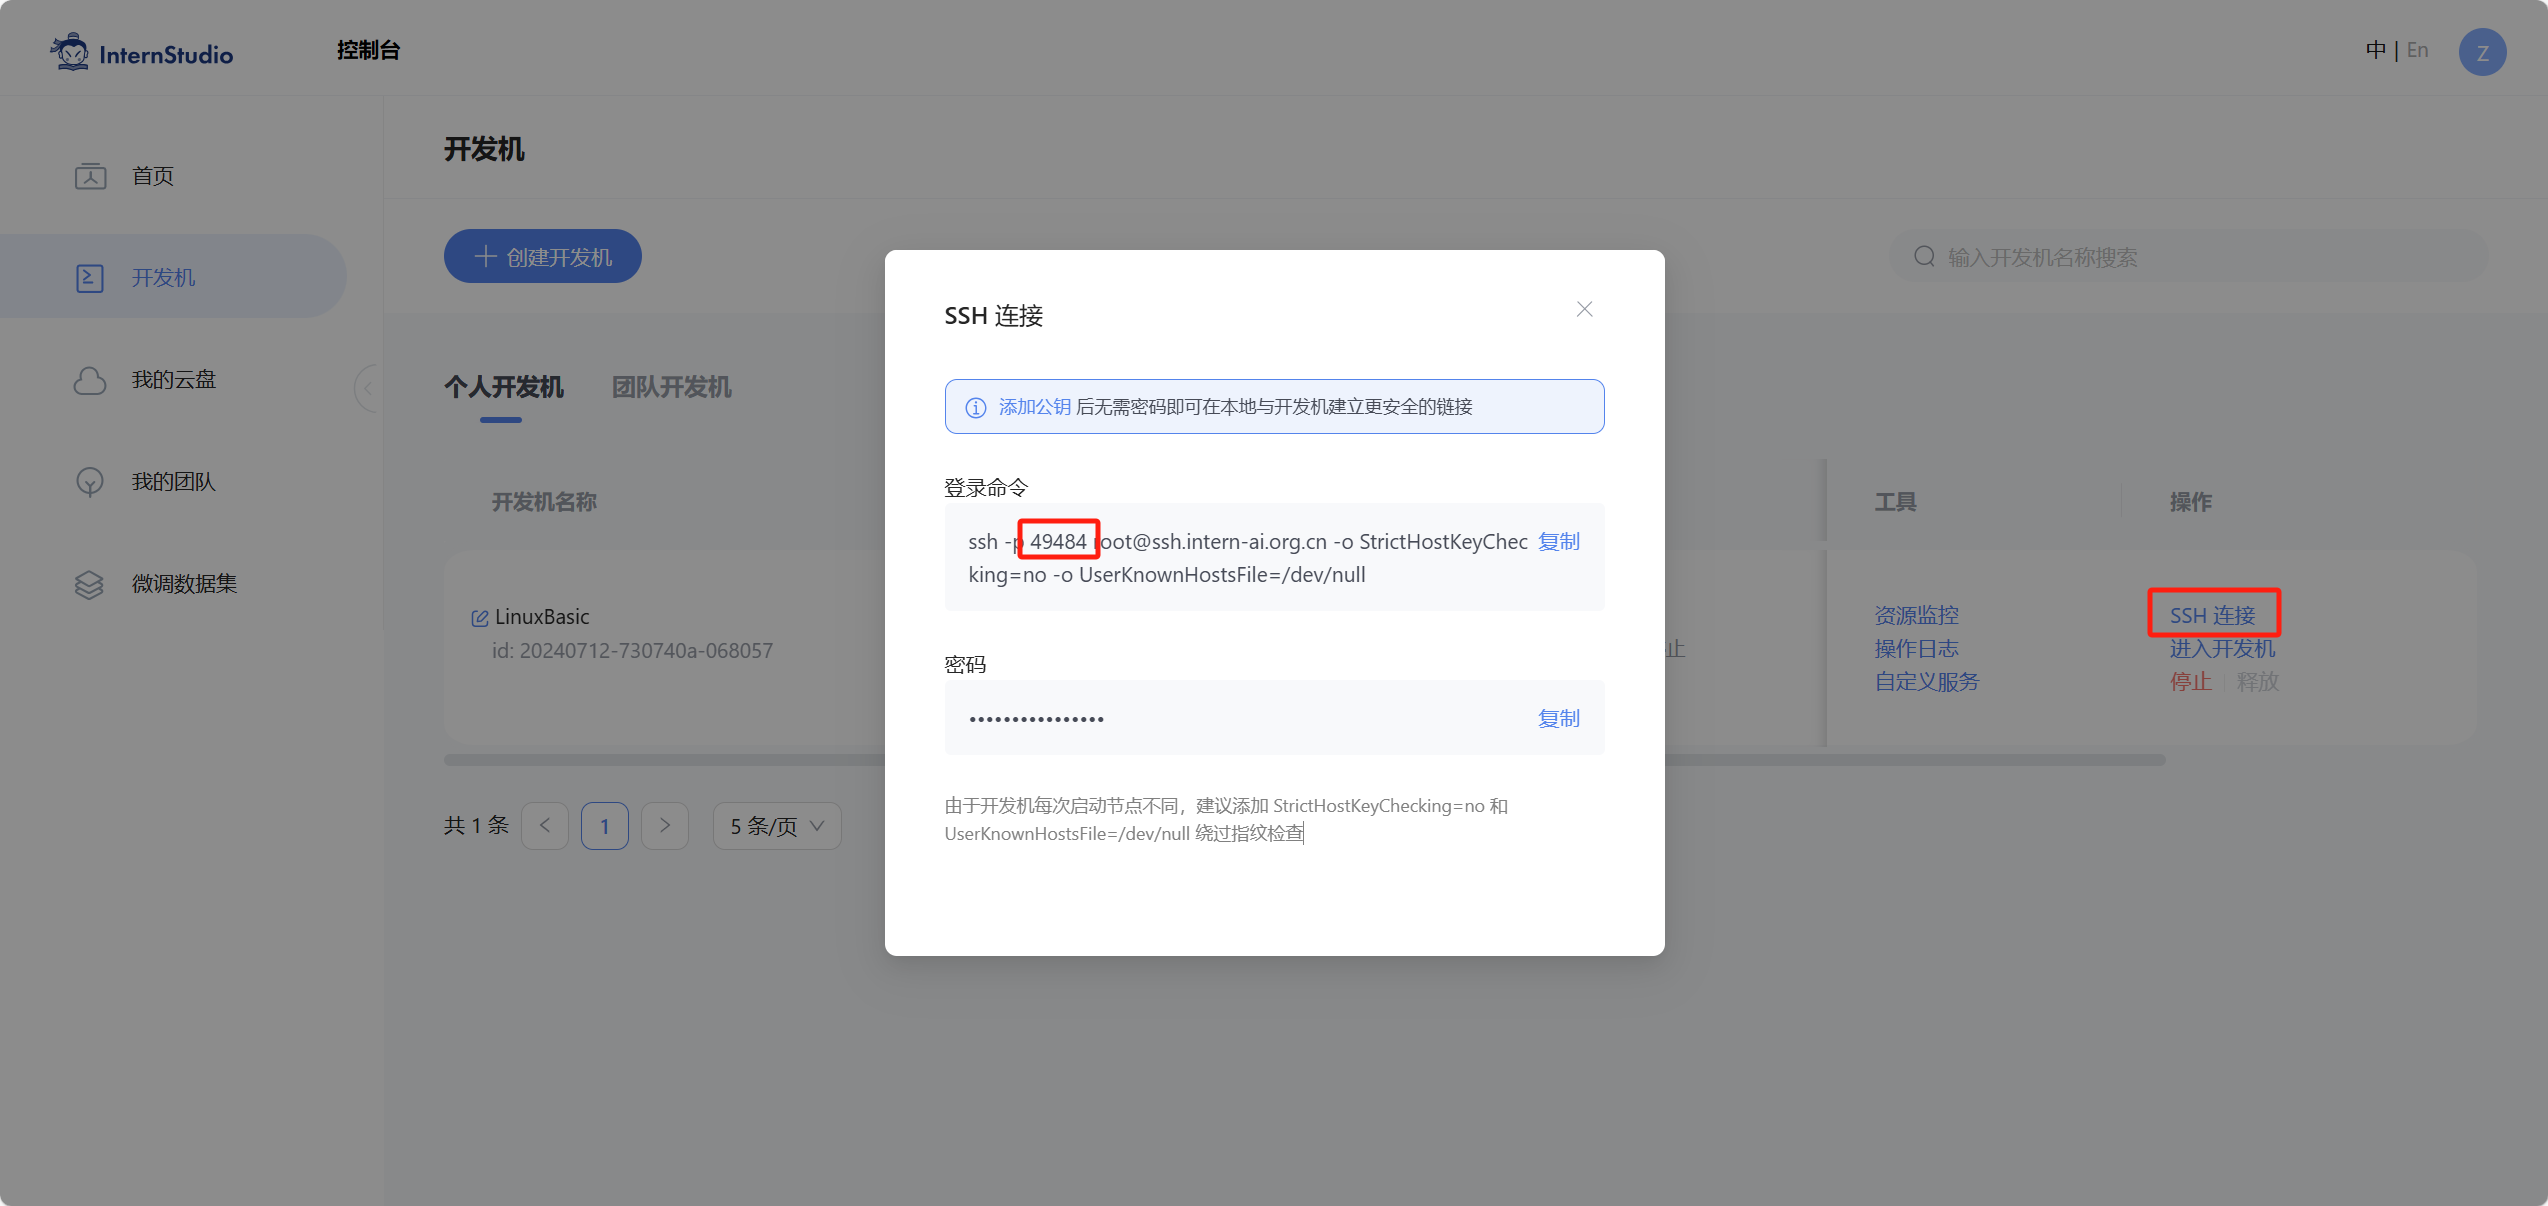 InternStudio
控制台
中 | En
Z
首页
开发机
我的云盘
我的团队
微调数据集
开发机
创建开发机
输入开发机名称搜索
个人开发机
团队开发机
开发机名称
工具
操作
LinuxBasic
id: 20240712-730740a-068057
止
资源监控
操作日志
自定义服务
SSH 连接
进入开发机
停止
释放
共 1 条
1
5 条/页
SSH 连接
添加公钥 后无需密码即可在本地与开发机建立更安全的链接
登录命令
ssh -p 49484 root@ssh.intern-ai.org.cn -o StrictHostKeyChec
king=no -o UserKnownHostsFile=/dev/null
复制
密码
••••••••••••••••
复制
由于开发机每次启动节点不同，建议添加 StrictHostKeyChecking=no 和
UserKnownHostsFile=/dev/null 绕过指纹检查